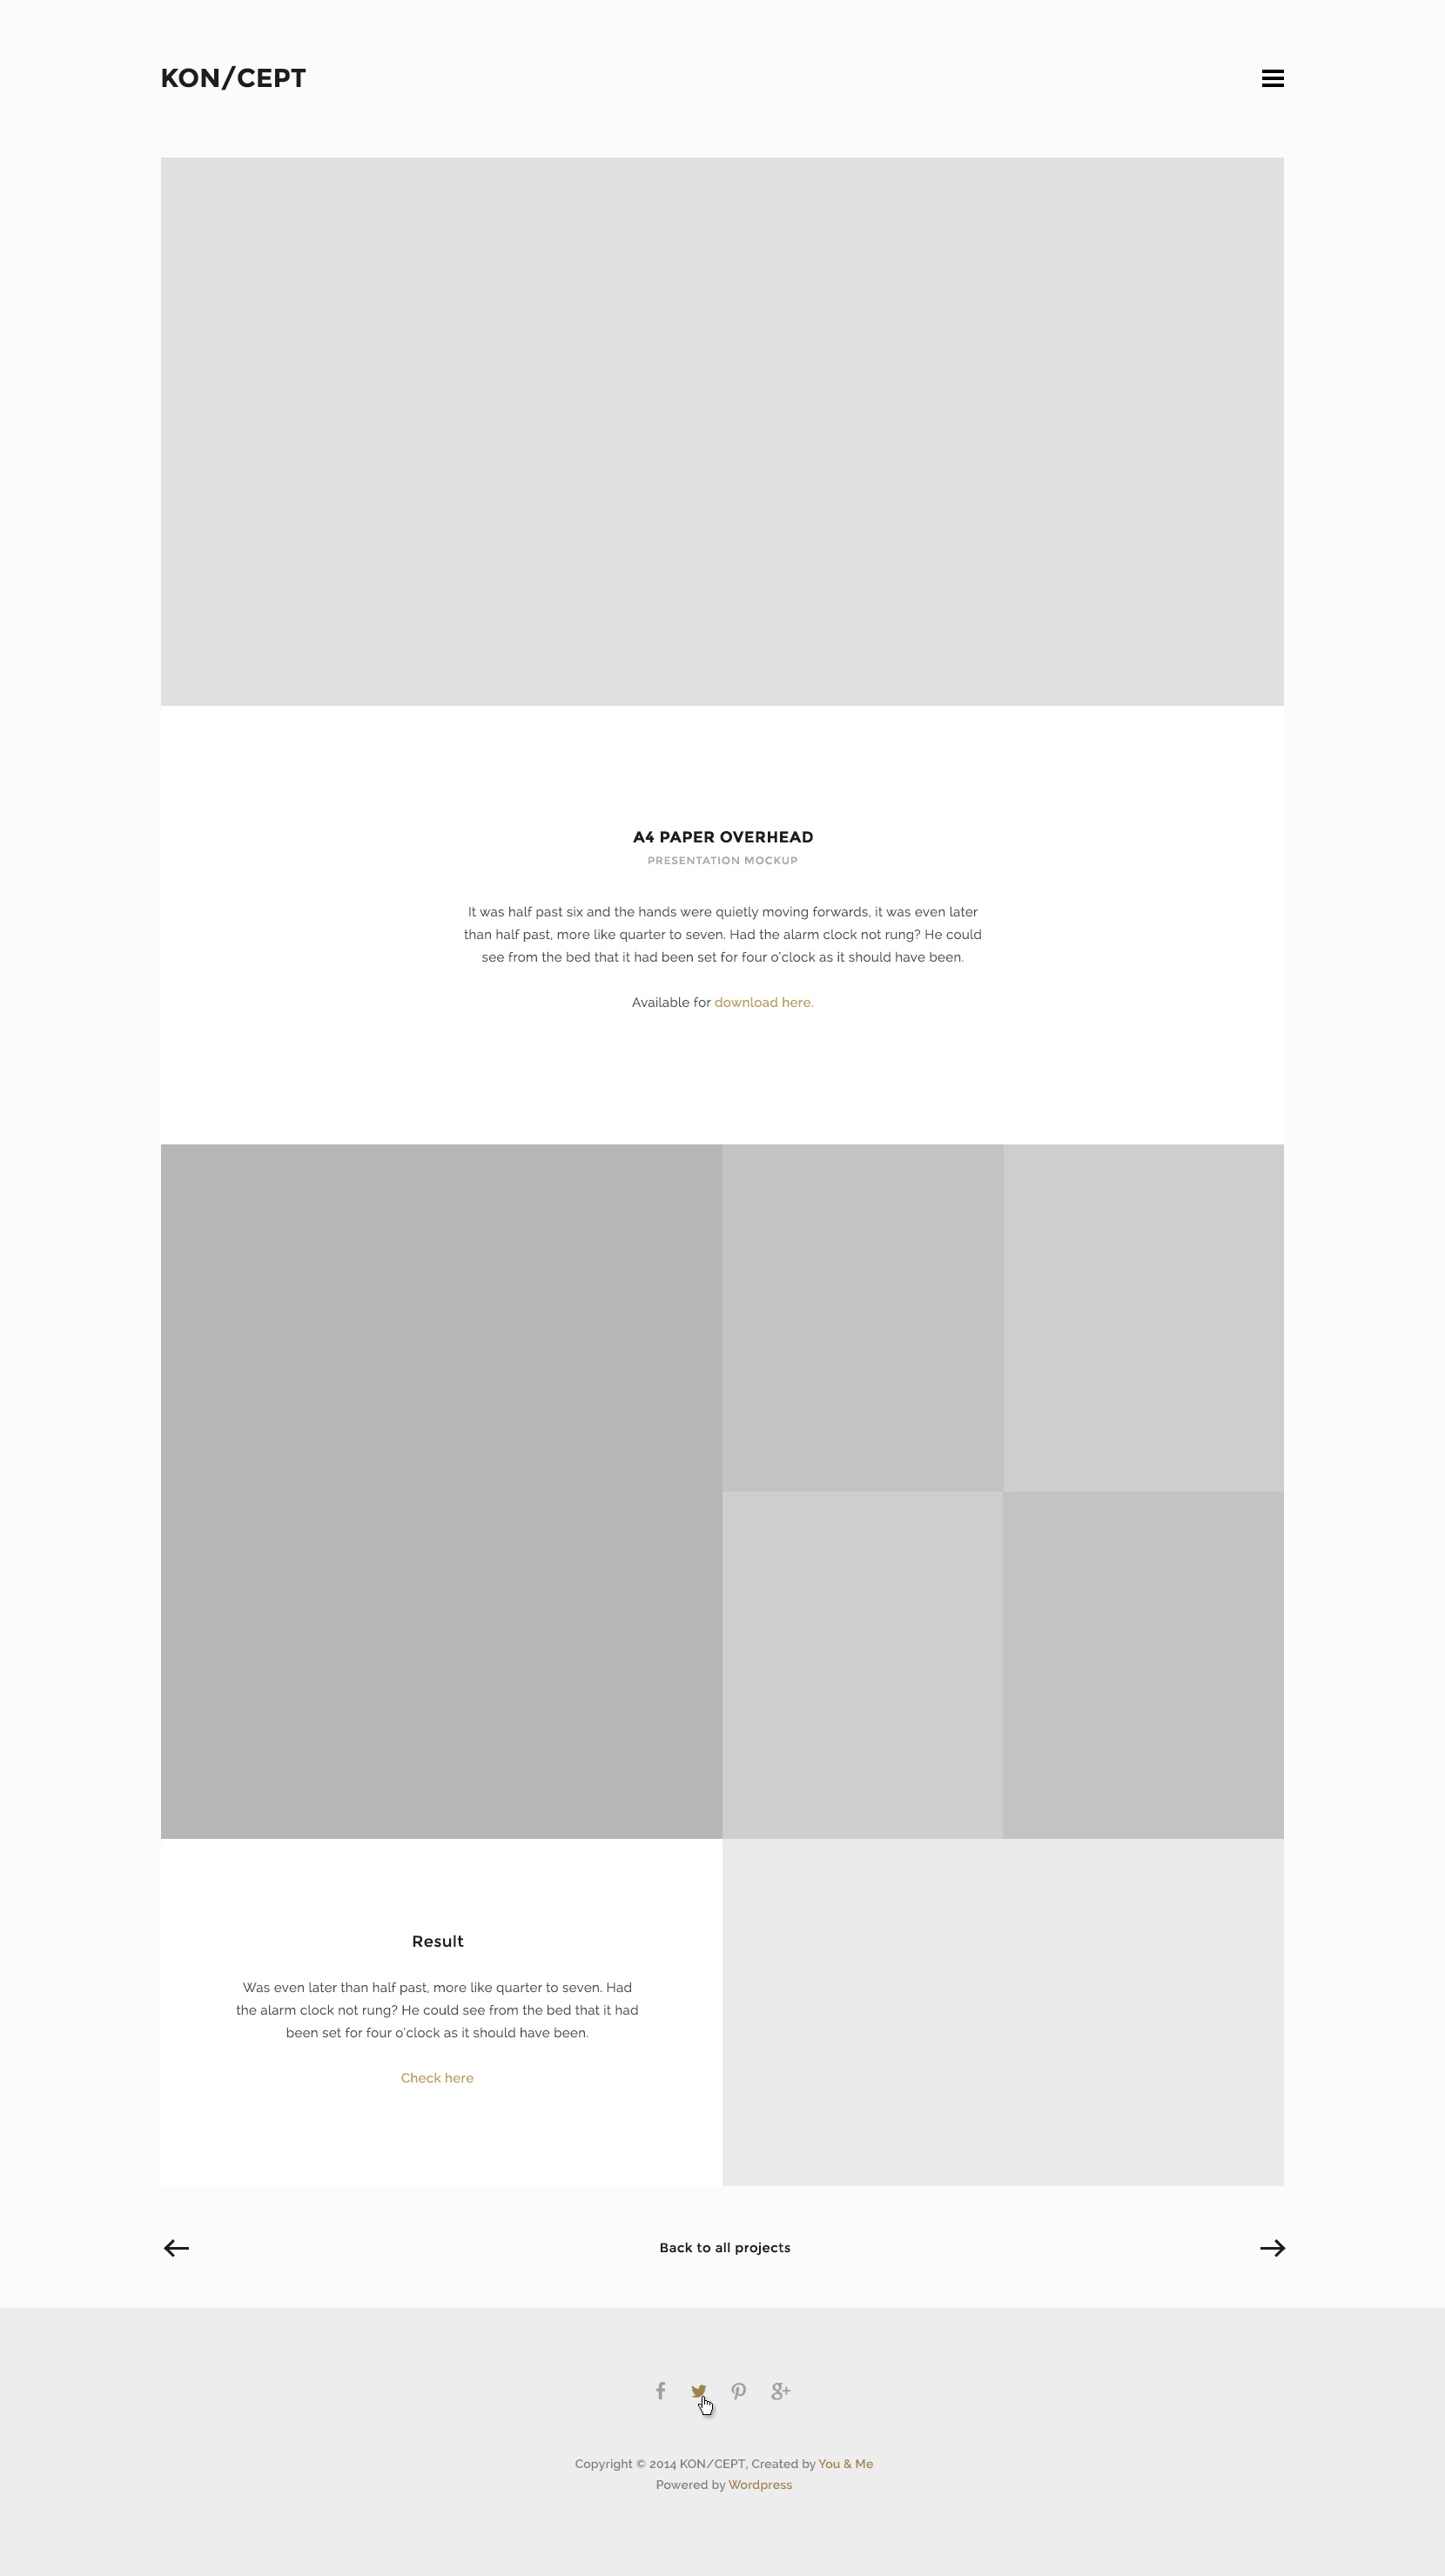 KON/CEPT
A4 PAPER OVERHEAD
PRESENTATION MOCKUP
It was half past six and the hands were quietly moving forwards, it was even later
than half past, more like quarter to seven. Had the alarm clock not rung? He could
see from the bed that it had been set for four o'clock as it should have been.
Available for download here.
Result
Was even later than half past, more like quarter to seven. Had
the alarm clock not rung? He could see from the bed that it had
been set for four o'clock as it should have been.
Check here
Back to all projects
Copyright © 2014 KON/CEPT, Created by You & Me
Powered by Wordpress